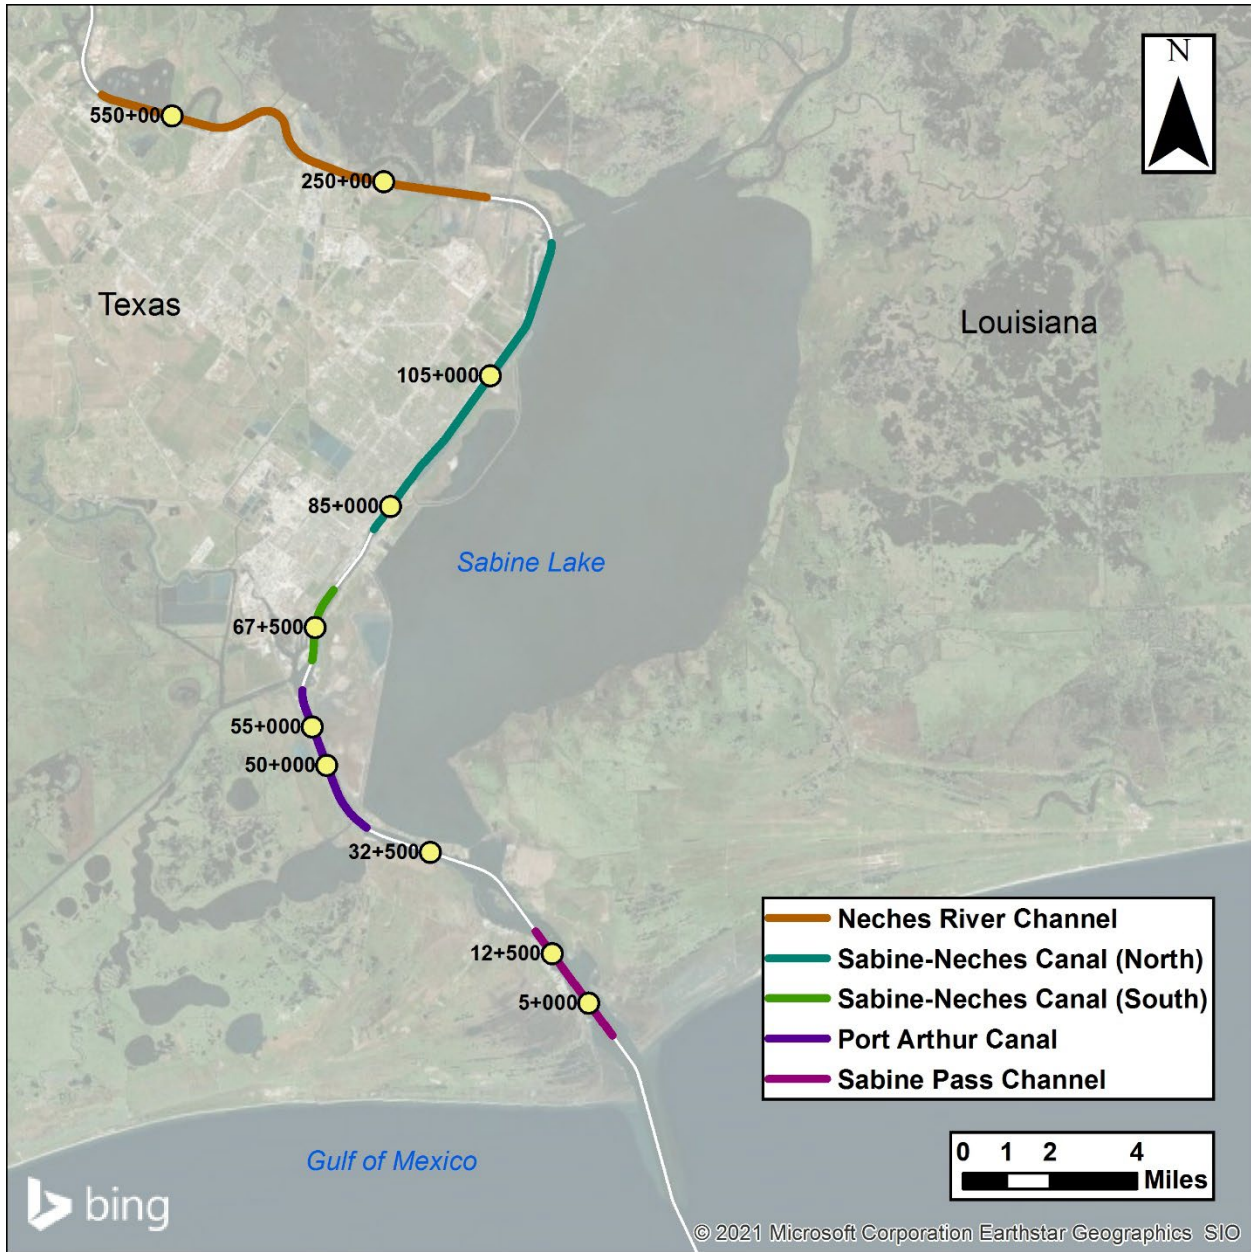 N
550+00
250+00
Texas
Louisiana
105+000
85+000
Sabine Lake
67+500
55+000
50+000
32+500
12+500
5+000
Neches River Channel
Sabine-Neches Canal (North)
Sabine-Neches Canal (South)
Port Arthur Canal
Sabine Pass Channel
0 1 2 4
Miles
Gulf of Mexico
bing
© 2021 Microsoft Corporation Earthstar Geographics SIO